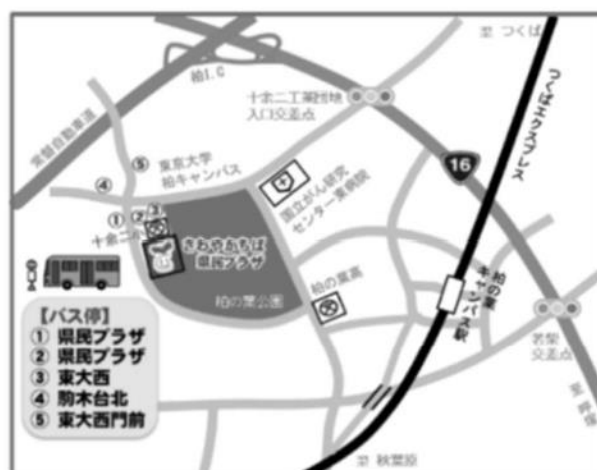 至 つくば
柏I.C
つくばエクスプレス
十余二工業団地
入口交差点
常磐自動車道
16
⑤
東京大学
柏キャンパス
④
国立がん研究
センター東病院
① ② ③
十余二小
さわやかちば
県民プラザ
柏の葉公園
柏の葉高
柏の葉
キャンパス駅
若柴
交差点
至 秋葉原
【バス停】
① 県民プラザ
② 県民プラザ
③ 東大西
④ 駒木台北
⑤ 東大西門前